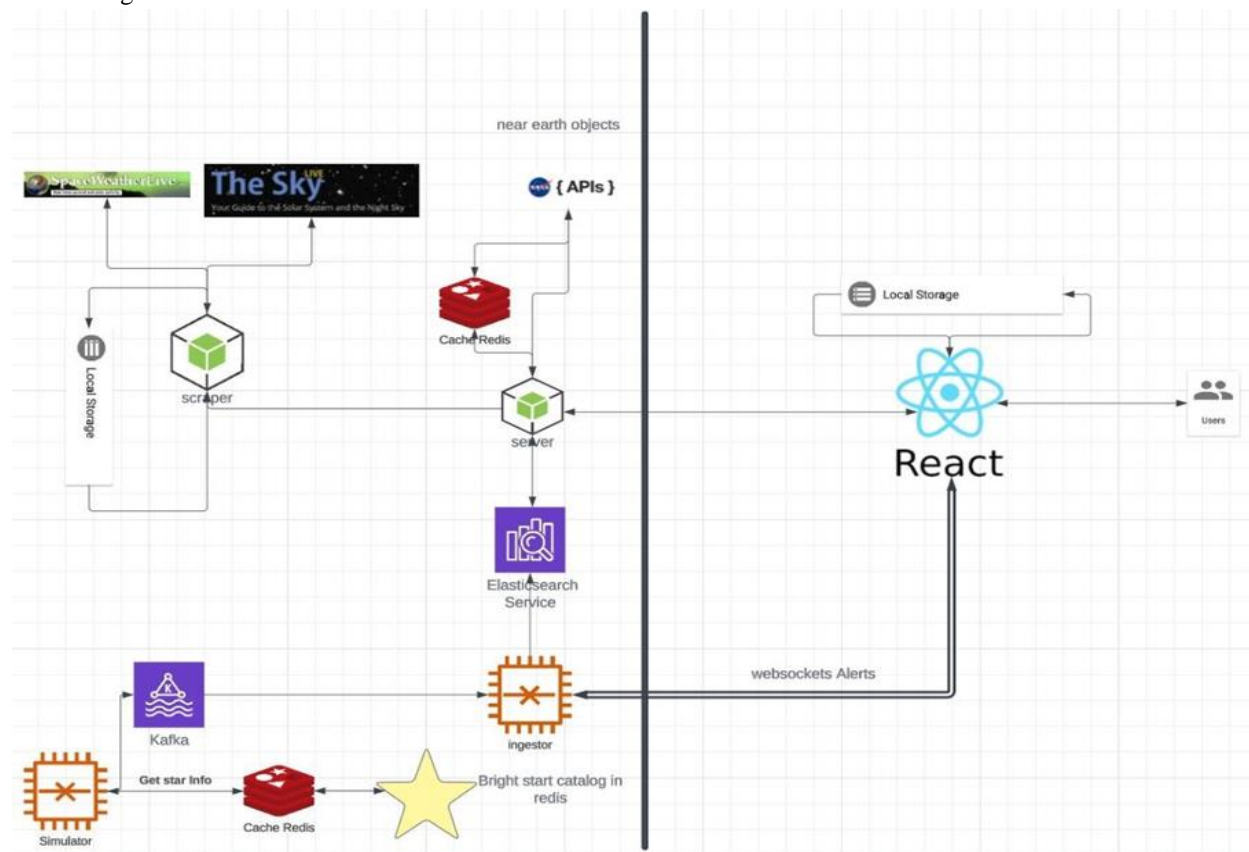 near earth objects
SpaceWeatherLive
The Sky LIVE
Your Guide to the Solar System and the Night Sky
{ APIs }
Cache Redis
Local Storage
scraper
server
Local Storage
React
Users
Elasticsearch
Service
websockets Alerts
Kafka
ingestor
Get star Info
Bright start catalog in
redis
Cache Redis
Simulator